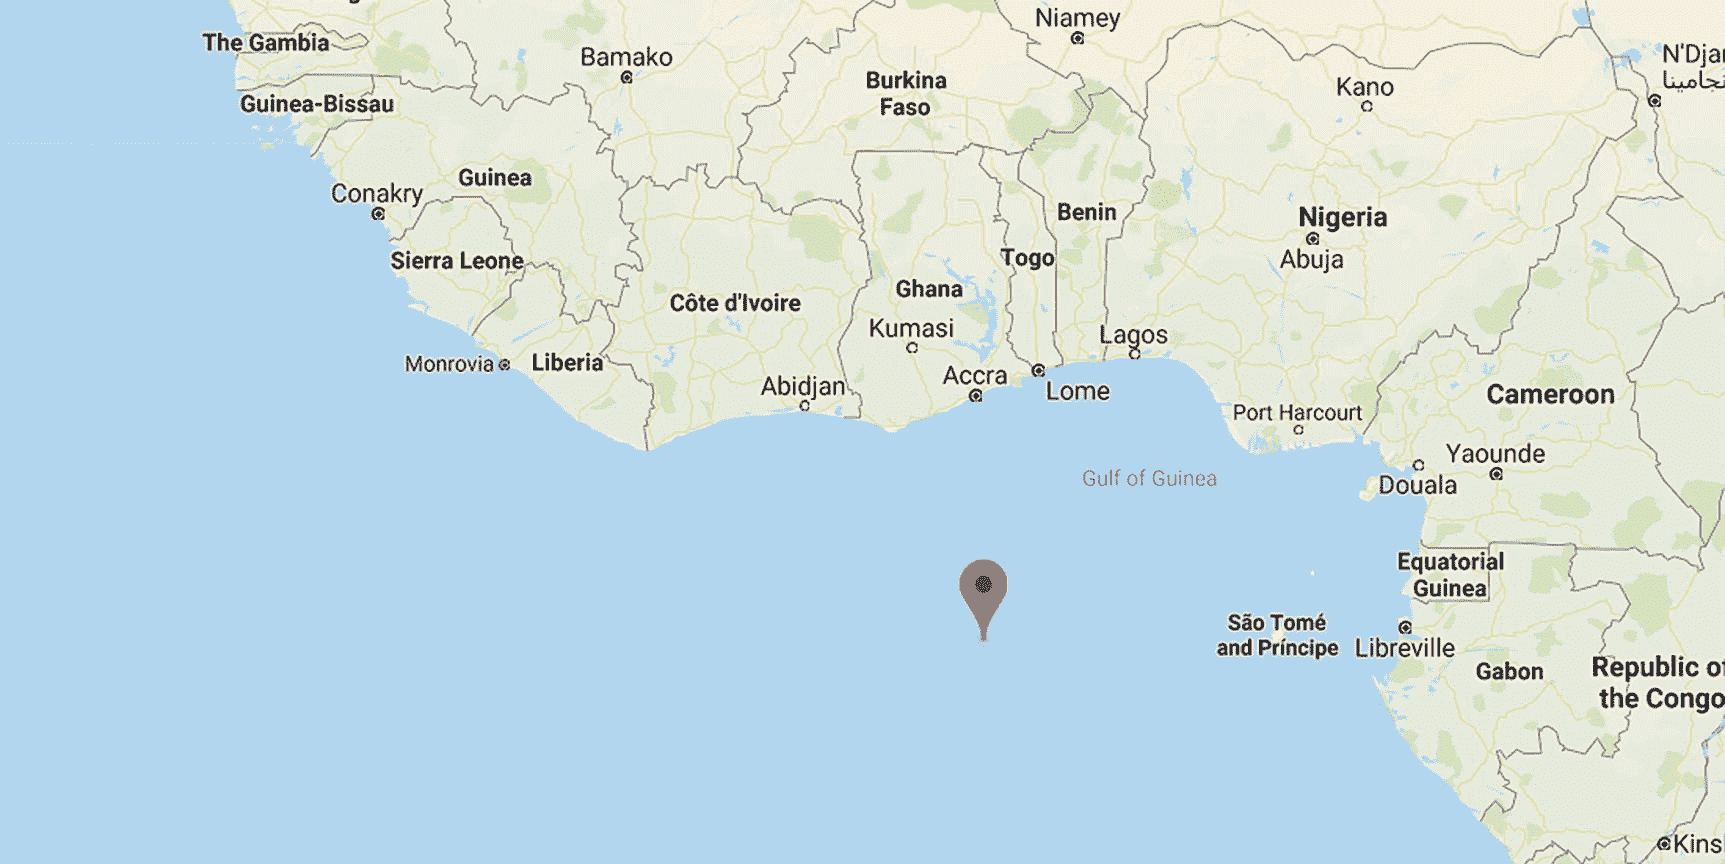 Niamey
The Gambia
N'Dja
نجامينا
Bamako
Burkina
Faso
Kano
Guinea-Bissau
Guinea
Conakry
Benin
Nigeria
Abuja
Sierra Leone
Togo
Ghana
Côte d'Ivoire
Kumasi
Lagos
Monrovia
Liberia
Accra
Abidjan
Lome
Cameroon
Port Harcourt
Yaounde
Gulf of Guinea
Douala
Equatorial
Guinea
São Tomé
and Príncipe
Libreville
Gabon
Republic of
the Congo
Kins